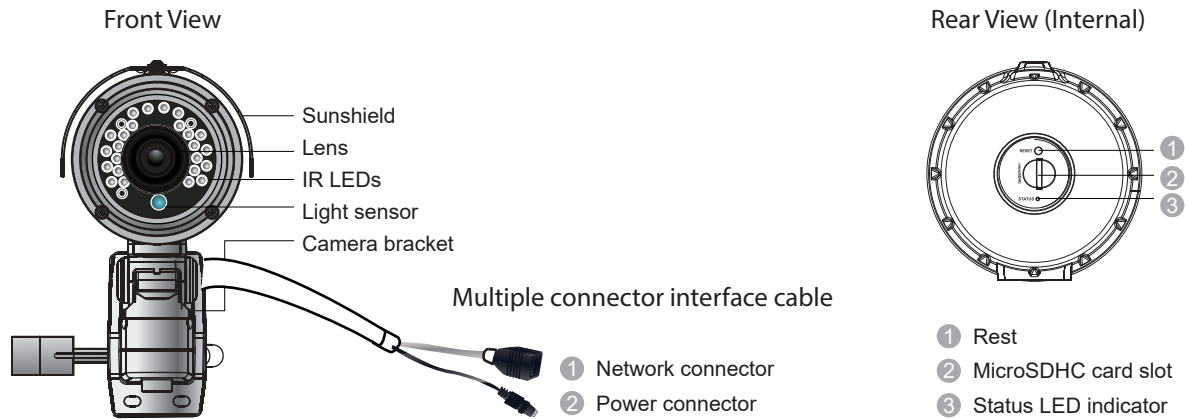 Front View
Sunshield
Lens
IR LEDs
Light sensor
Camera bracket
Multiple connector interface cable
1 Network connector
2 Power connector
Rear View (Internal)
RESET
STATUS
1
2
3
1 Rest
2 MicroSDHC card slot
3 Status LED indicator